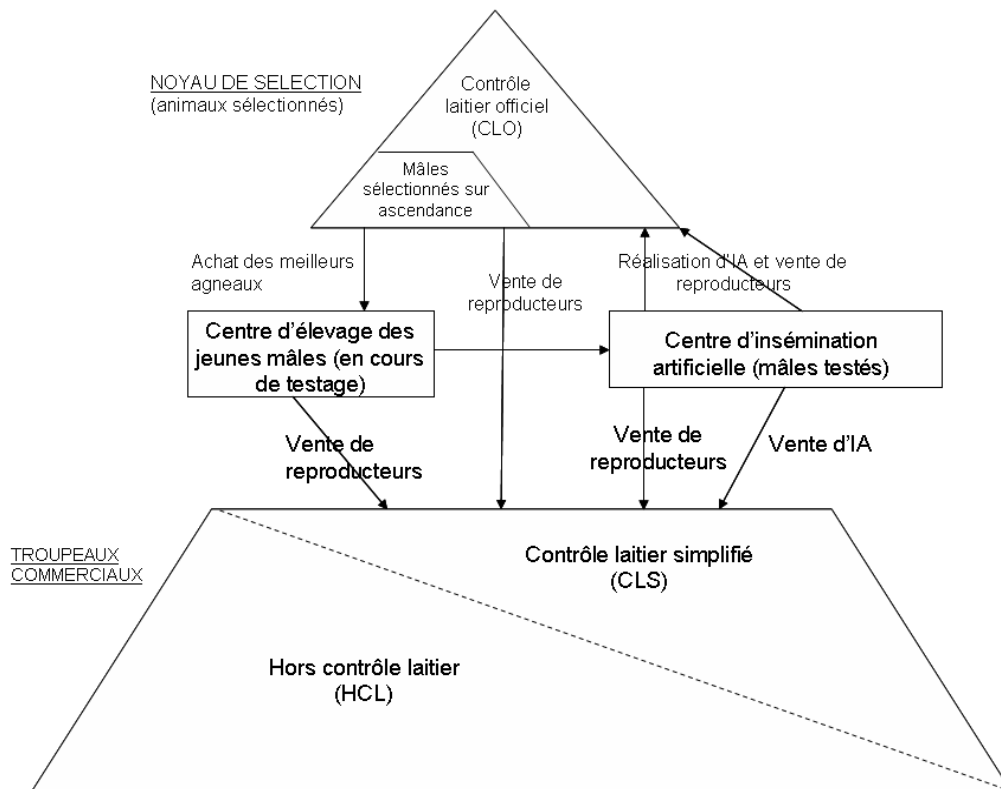 NOYAU DE SELECTION
(animaux sélectionnés)
Contrôle
laitier officiel
(CLO)
Mâles
sélectionnés sur
ascendance
Achat des meilleurs
agneaux
Vente de
reproducteurs
Réalisation d'IA et vente de
reproducteurs
Centre d'élevage des
jeunes mâles (en cours
de testage)
Centre d'insémination
artificielle (mâles testés)
Vente de
reproducteurs
Vente de
reproducteurs
Vente d'IA
TROUPEAUX
COMMERCIAUX
Contrôle laitier simplifié
(CLS)
Hors contrôle laitier
(HCL)